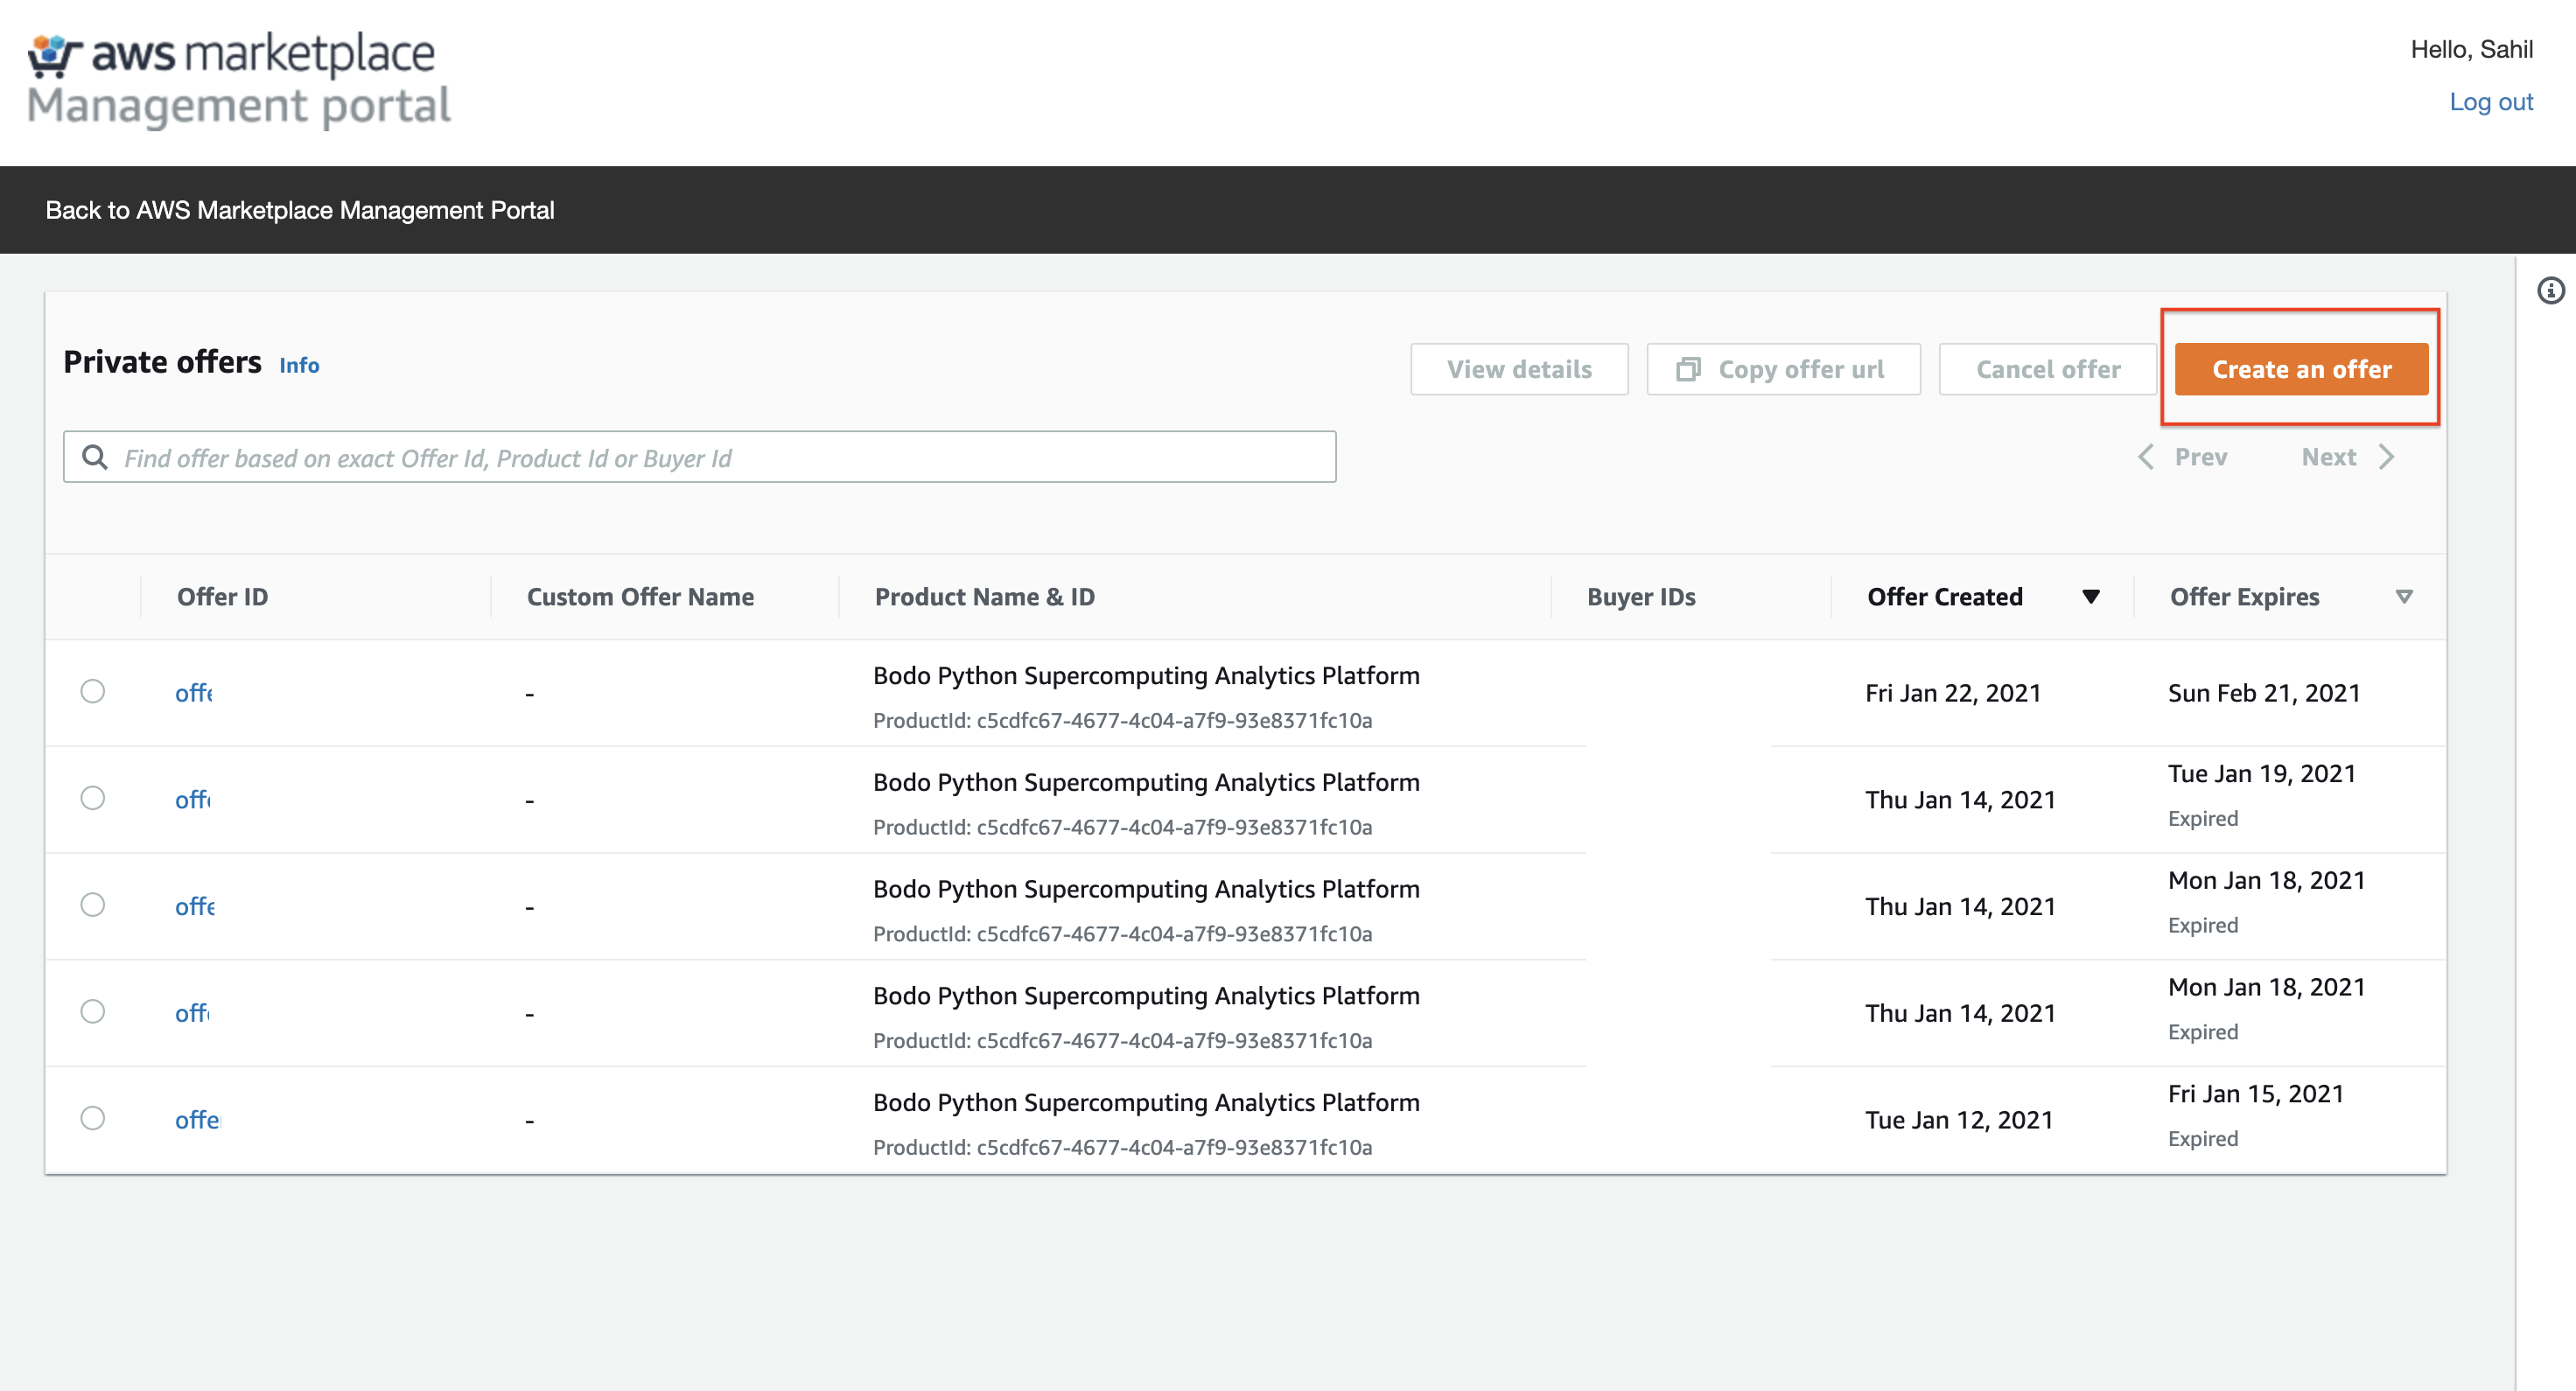 aws marketplace
Management portal
Hello, Sahil
Log out
Back to AWS Marketplace Management Portal
Private offers Info
View details
Copy offer url
Cancel offer
Create an offer
Find offer based on exact Offer Id, Product Id or Buyer Id
Prev Next
Offer ID Custom Offer Name Product Name & ID Buyer IDs Offer Created Offer Expires
- Bodo Python Supercomputing Analytics Platform Fri Jan 22, 2021 Sun Feb 21, 2021
ProductId: c5cdfc67-4677-4c04-a7f9-93e8371fc10a
- Bodo Python Supercomputing Analytics Platform Thu Jan 14, 2021 Tue Jan 19, 2021
ProductId: c5cdfc67-4677-4c04-a7f9-93e8371fc10a Expired
- Bodo Python Supercomputing Analytics Platform Thu Jan 14, 2021 Mon Jan 18, 2021
ProductId: c5cdfc67-4677-4c04-a7f9-93e8371fc10a Expired
- Bodo Python Supercomputing Analytics Platform Thu Jan 14, 2021 Mon Jan 18, 2021
ProductId: c5cdfc67-4677-4c04-a7f9-93e8371fc10a Expired
- Bodo Python Supercomputing Analytics Platform Tue Jan 12, 2021 Fri Jan 15, 2021
ProductId: c5cdfc67-4677-4c04-a7f9-93e8371fc10a Expired